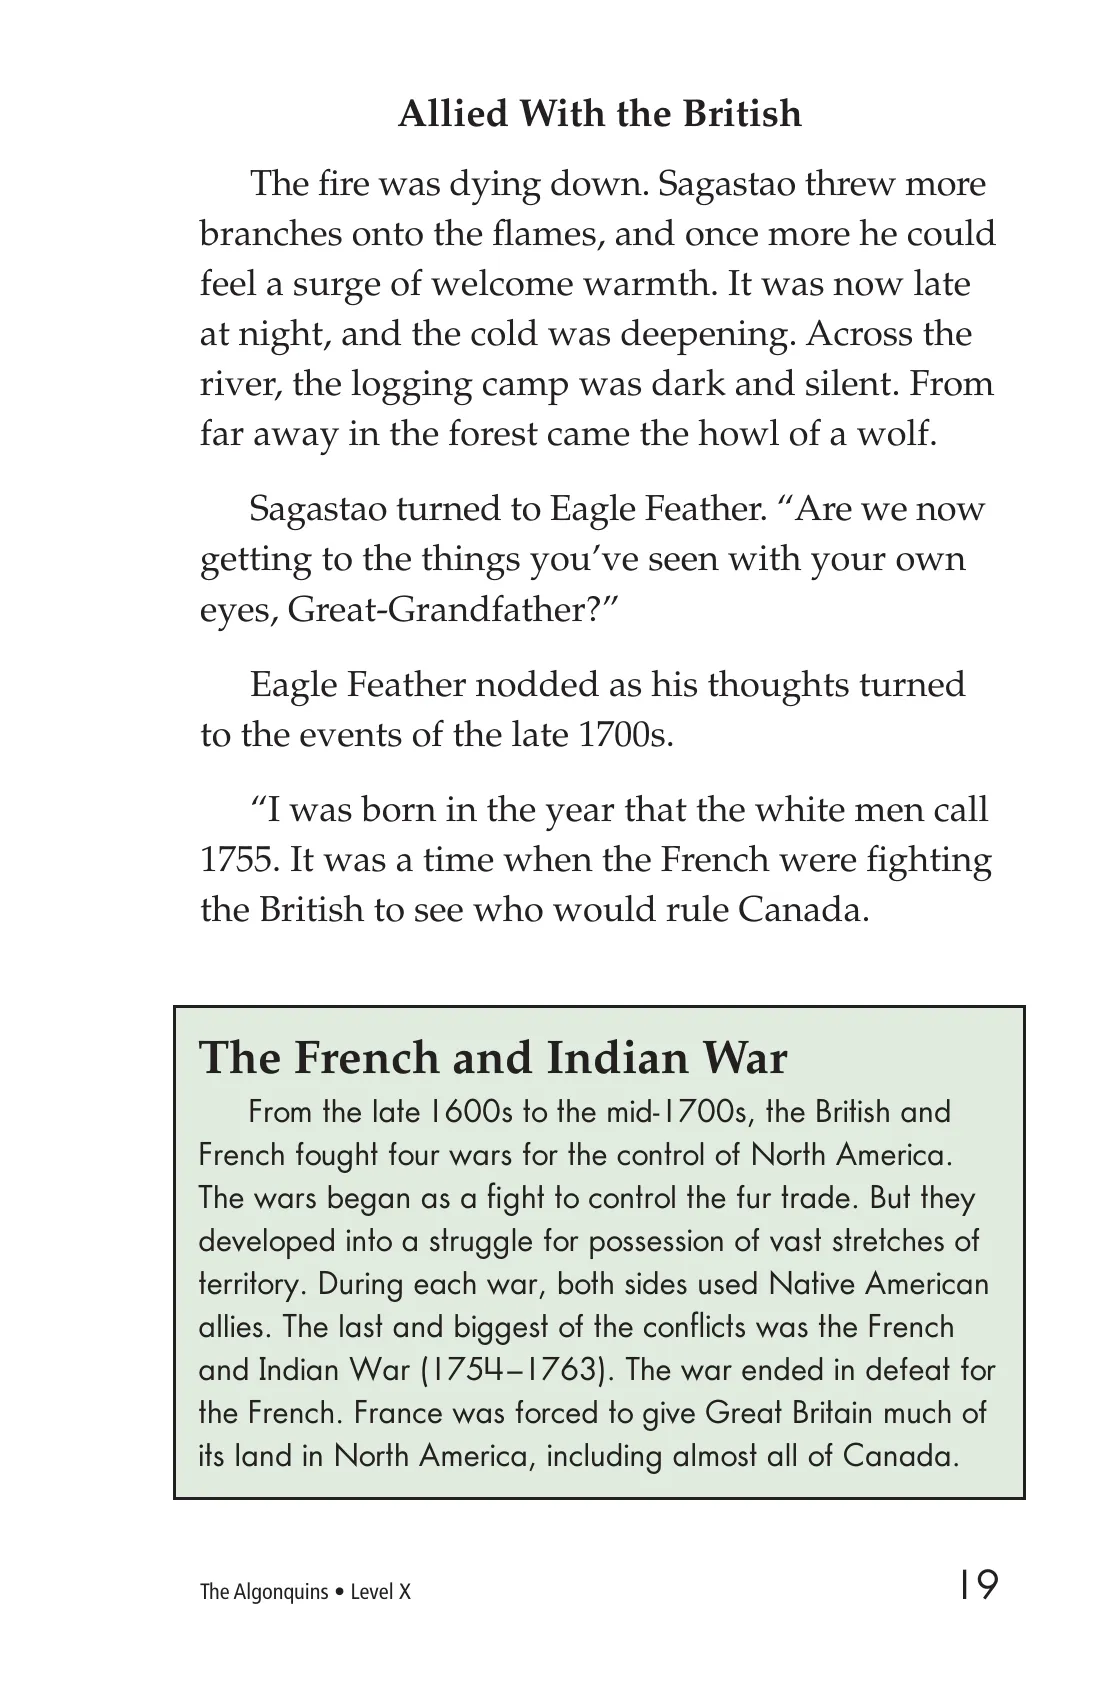 Allied With the British
The fire was dying down. Sagastao threw more
branches onto the flames, and once more he could
feel a surge of welcome warmth. It was now late
at night, and the cold was deepening. Across the
river, the logging camp was dark and silent. From
far away in the forest came the howl of a wolf.
Sagastao turned to Eagle Feather. “Are we now
getting to the things you’ve seen with your own
eyes, Great-Grandfather?”
Eagle Feather nodded as his thoughts turned
to the events of the late 1700s.
“I was born in the year that the white men call
1755. It was a time when the French were fighting
the British to see who would rule Canada.
The French and Indian War
From the late 1600s to the mid-1700s, the British and
French fought four wars for the control of North America.
The wars began as a fight to control the fur trade. But they
developed into a struggle for possession of vast stretches of
territory. During each war, both sides used Native American
allies. The last and biggest of the conflicts was the French
and Indian War (1754–1763). The war ended in defeat for
the French. France was forced to give Great Britain much of
its land in North America, including almost all of Canada.
The Algonquins • Level X
19